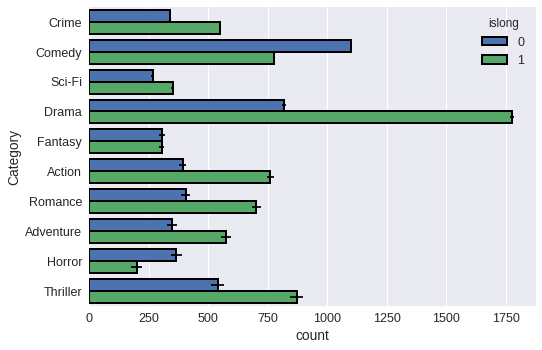 islong
0
1
Crime
Comedy
Sci-Fi
Drama
Fantasy
Action
Romance
Adventure
Horror
Thriller
Category
0 250 500 750 1000 1250 1500 1750
count